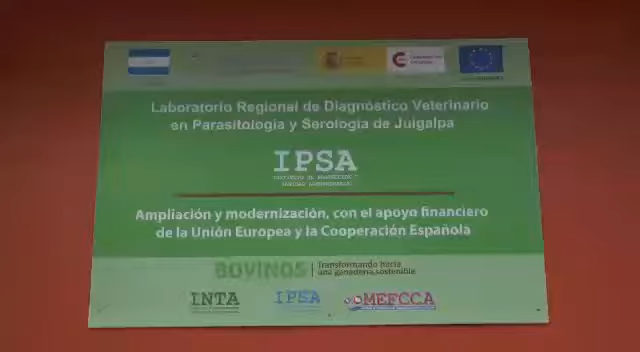 Laboratorio Regional de Diagnóstico Veterinario
en Parasitología y Serología de Juigalpa
IPSA
Ampliación y modernización, con el apoyo financiero
de la Unión Europea y la Cooperación Española
BOVINOS
Transformando hacia
una ganadería sostenible
INTA
IPSA
MEFCCA